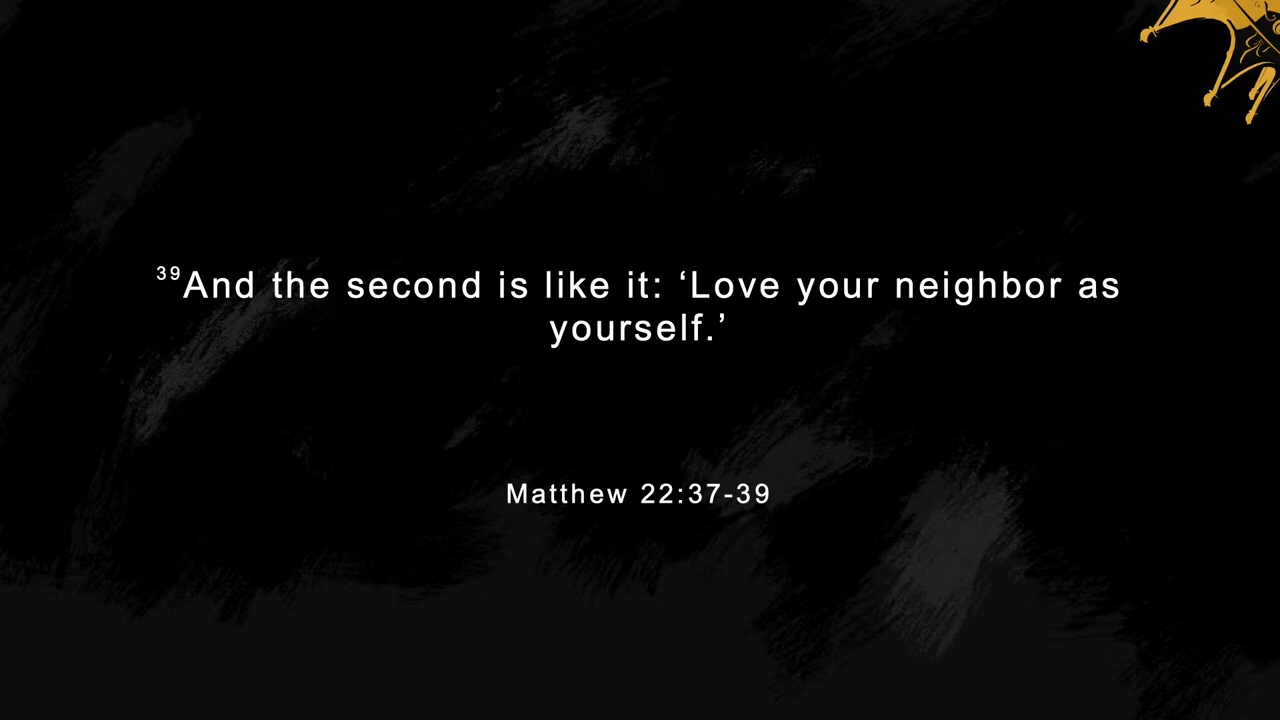 ³⁹And the second is like it: ‘Love your neighbor as
yourself.’
Matthew 22:37-39